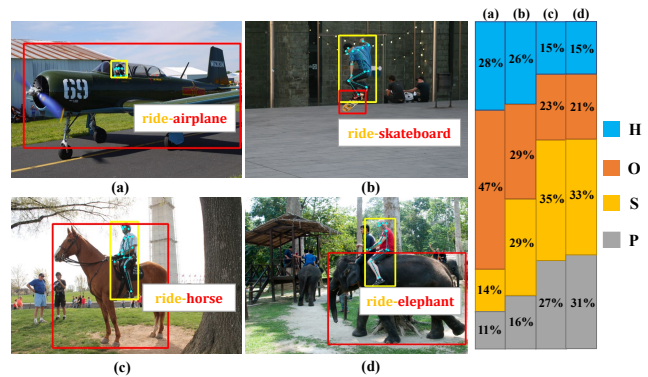 69
ride-airplane
(a)
ride-skateboard
(b)
ride-horse
(c)
ride-elephant
(d)
(a) (b) (c) (d)
28% 26% 15% 15%
47% 29% 23% 21%
14% 29% 35% 33%
11% 16% 27% 31%
H
O
S
P